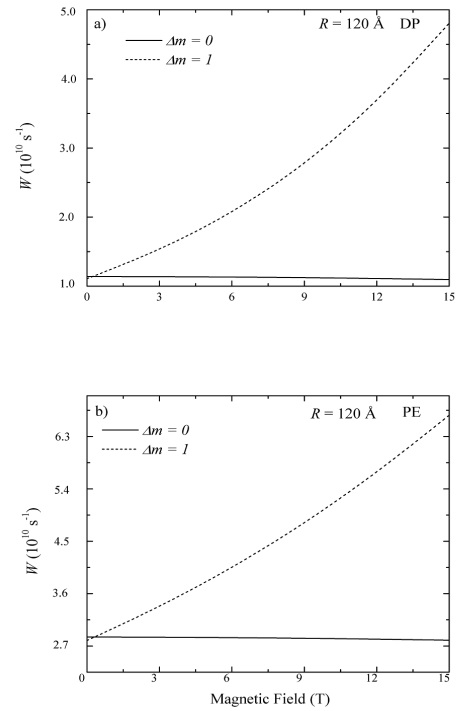 a)
R = 120 Å DP
Δm = 0
Δm = 1
5.0
4.0
3.0
2.0
1.0
W (10¹⁰ s⁻¹)
0 3 6 9 12 15
b)
R = 120 Å PE
Δm = 0
Δm = 1
6.3
5.4
4.5
3.6
2.7
W (10¹⁰ s⁻¹)
0 3 6 9 12 15
Magnetic Field (T)